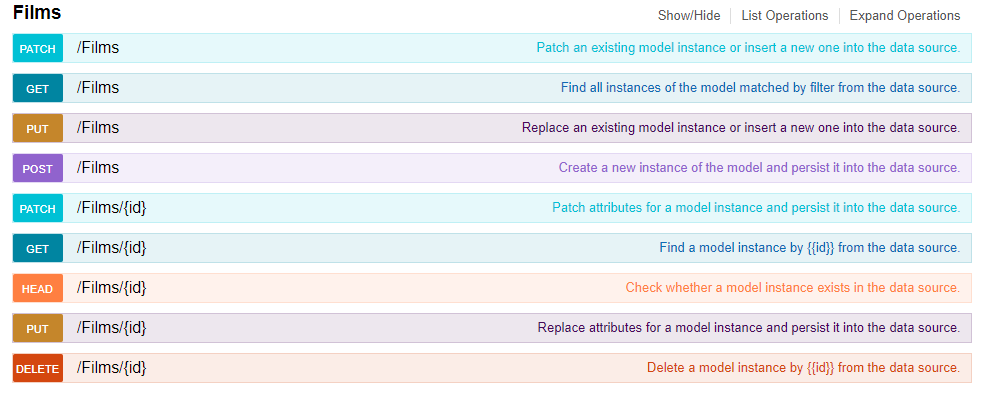 Films
Show/Hide List Operations Expand Operations
PATCH /Films Patch an existing model instance or insert a new one into the data source.
GET /Films Find all instances of the model matched by filter from the data source.
PUT /Films Replace an existing model instance or insert a new one into the data source.
POST /Films Create a new instance of the model and persist it into the data source.
PATCH /Films/{id} Patch attributes for a model instance and persist it into the data source.
GET /Films/{id} Find a model instance by {{id}} from the data source.
HEAD /Films/{id} Check whether a model instance exists in the data source.
PUT /Films/{id} Replace attributes for a model instance and persist it into the data source.
DELETE /Films/{id} Delete a model instance by {{id}} from the data source.